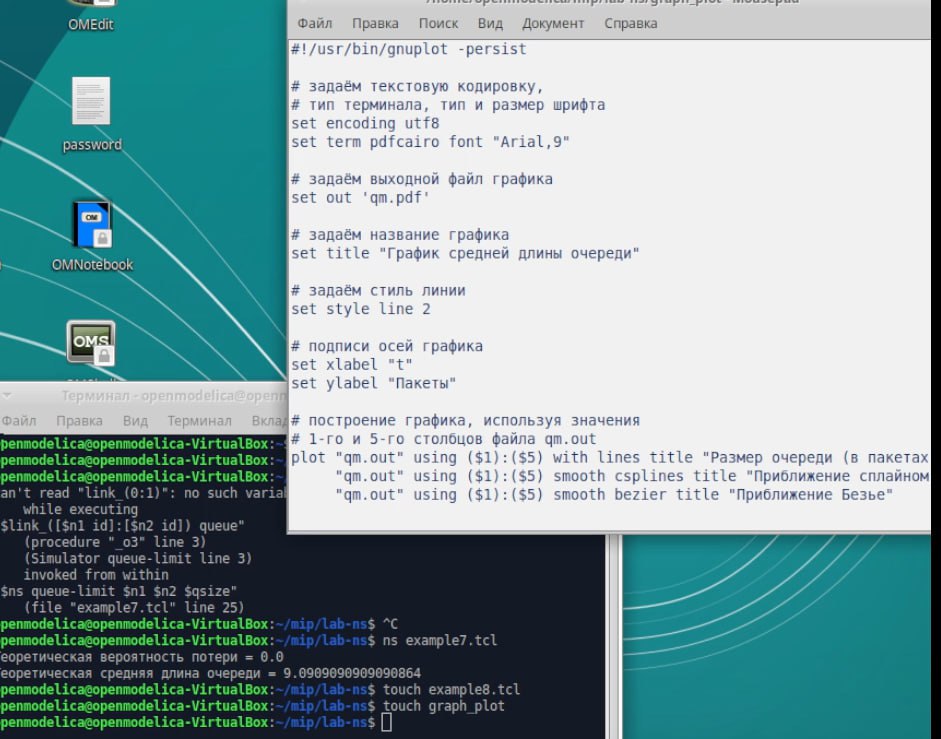 OMEdit
password
OMNotebook
OMS
/home/openmodelica/mip/lab-ns/graph_plot - Mousepad
Файл Правка Поиск Вид Документ Справка
#!/usr/bin/gnuplot -persist
# задаём текстовую кодировку,
# тип терминала, тип и размер шрифта
set encoding utf8
set term pdfcairo font "Arial,9"
# задаём выходной файл графика
set out 'qm.pdf'
# задаём название графика
set title "График средней длины очереди"
# задаём стиль линии
set style line 2
# подписи осей графика
set xlabel "t"
set ylabel "Пакеты"
# построение графика, используя значения
# 1-го и 5-го столбцов файла qm.out
plot "qm.out" using ($1):($5) with lines title "Размер очереди (в пакетах
"qm.out" using ($1):($5) smooth csplines title "Приближение сплайном
"qm.out" using ($1):($5) smooth bezier title "Приближение Безье"
Терминал - openmodelica@openm
Файл Правка Вид Терминал Вклад
penmodelica@openmodelica-VirtualBox:~
penmodelica@openmodelica-VirtualBox:~
penmodelica@openmodelica-VirtualBox:~
an't read "link_(0:1)": no such variab
while executing
$link_([$n1 id]:[$n2 id]) queue"
(procedure "_o3" line 3)
(Simulator queue-limit line 3)
invoked from within
$ns queue-limit $n1 $n2 $qsize"
(file "example7.tcl" line 25)
penmodelica@openmodelica-VirtualBox:~/mip/lab-ns$ ^C
penmodelica@openmodelica-VirtualBox:~/mip/lab-ns$ ns example7.tcl
еоретическая вероятность потери = 0.0
еоретическая средняя длина очереди = 9.0909090909090864
penmodelica@openmodelica-VirtualBox:~/mip/lab-ns$ touch example8.tcl
penmodelica@openmodelica-VirtualBox:~/mip/lab-ns$ touch graph_plot
penmodelica@openmodelica-VirtualBox:~/mip/lab-ns$